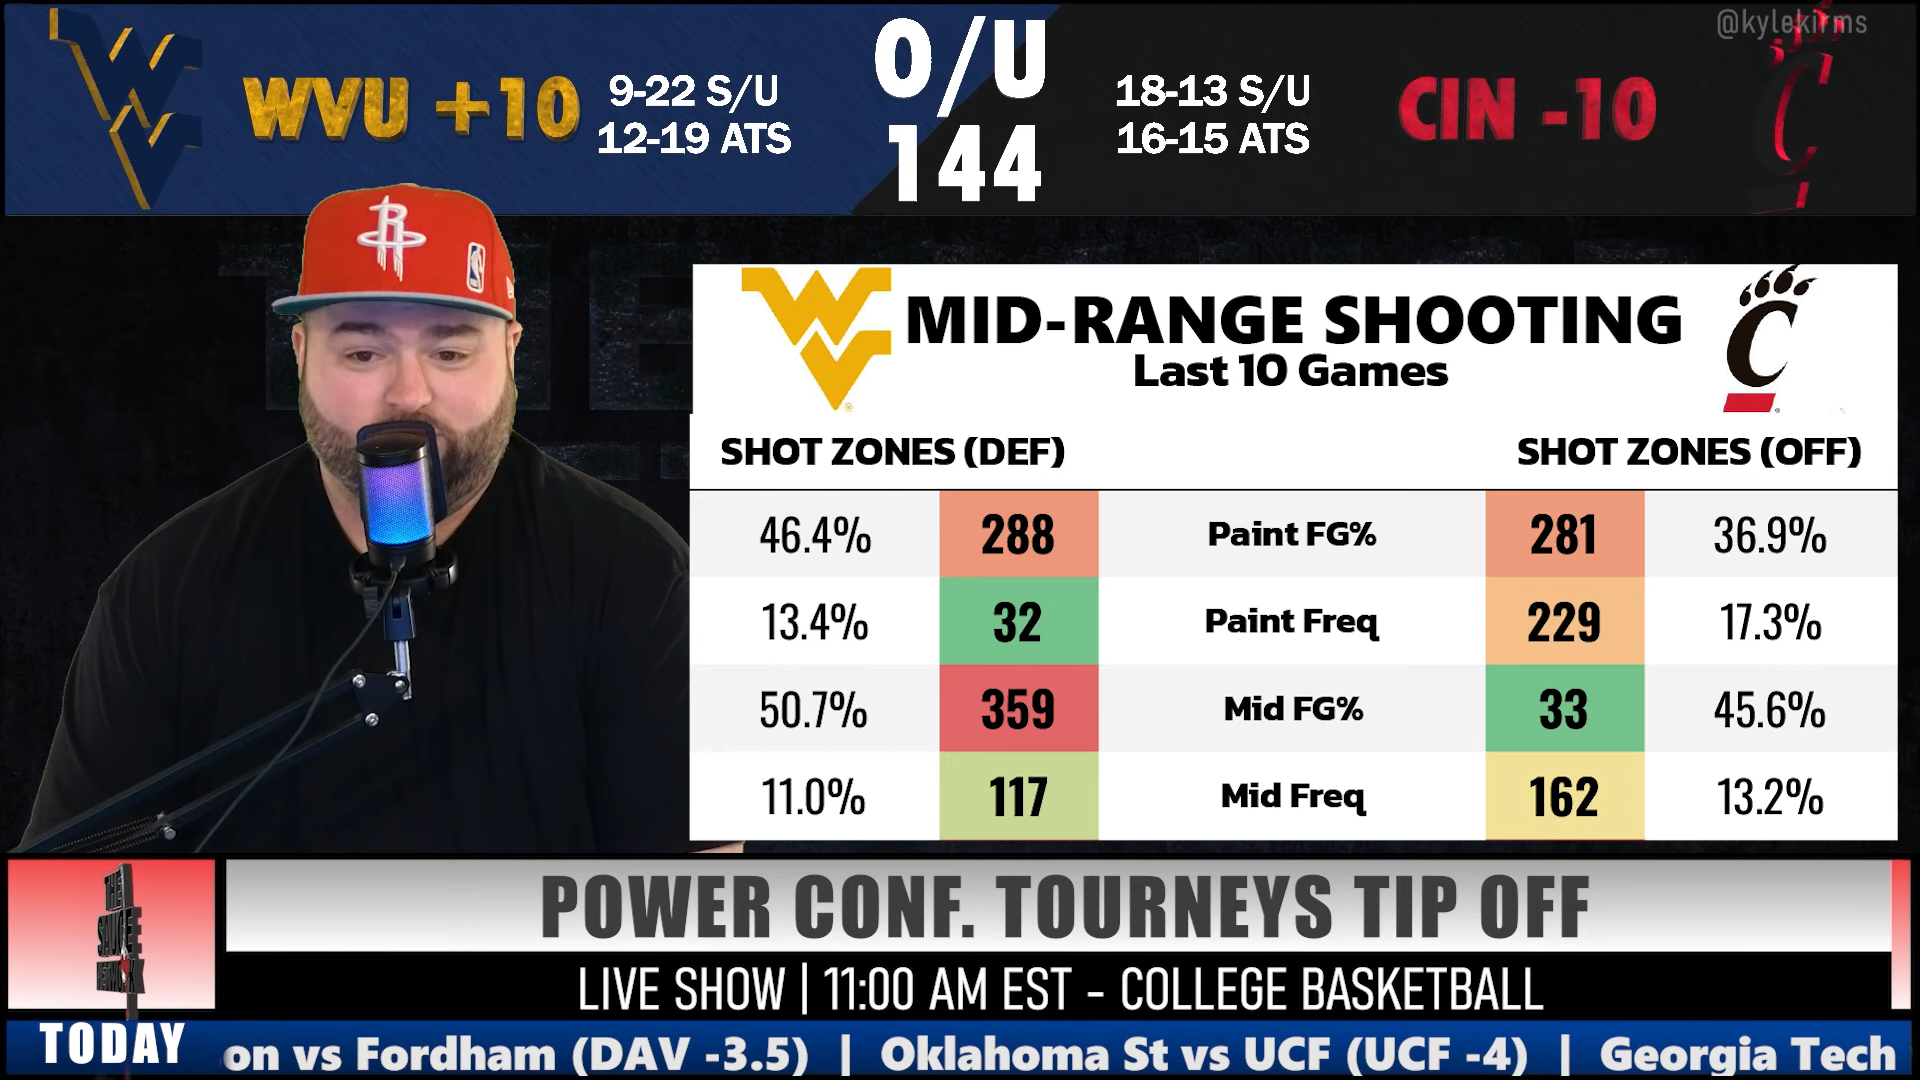 @kylekirms
WVU +10
9-22 S/U
12-19 ATS
O/U
144
18-13 S/U
16-15 ATS
CIN -10
MID-RANGE SHOOTING
Last 10 Games
SHOT ZONES (DEF) SHOT ZONES (OFF)
46.4% 288 Paint FG% 281 36.9%
13.4% 32 Paint Freq 229 17.3%
50.7% 359 Mid FG% 33 45.6%
11.0% 117 Mid Freq 162 13.2%
THE
SAUCE
NETWORK
POWER CONF. TOURNEYS TIP OFF
LIVE SHOW | 11:00 AM EST - COLLEGE BASKETBALL
TODAY
on vs Fordham (DAV -3.5) | Oklahoma St vs UCF (UCF -4) | Georgia Tech